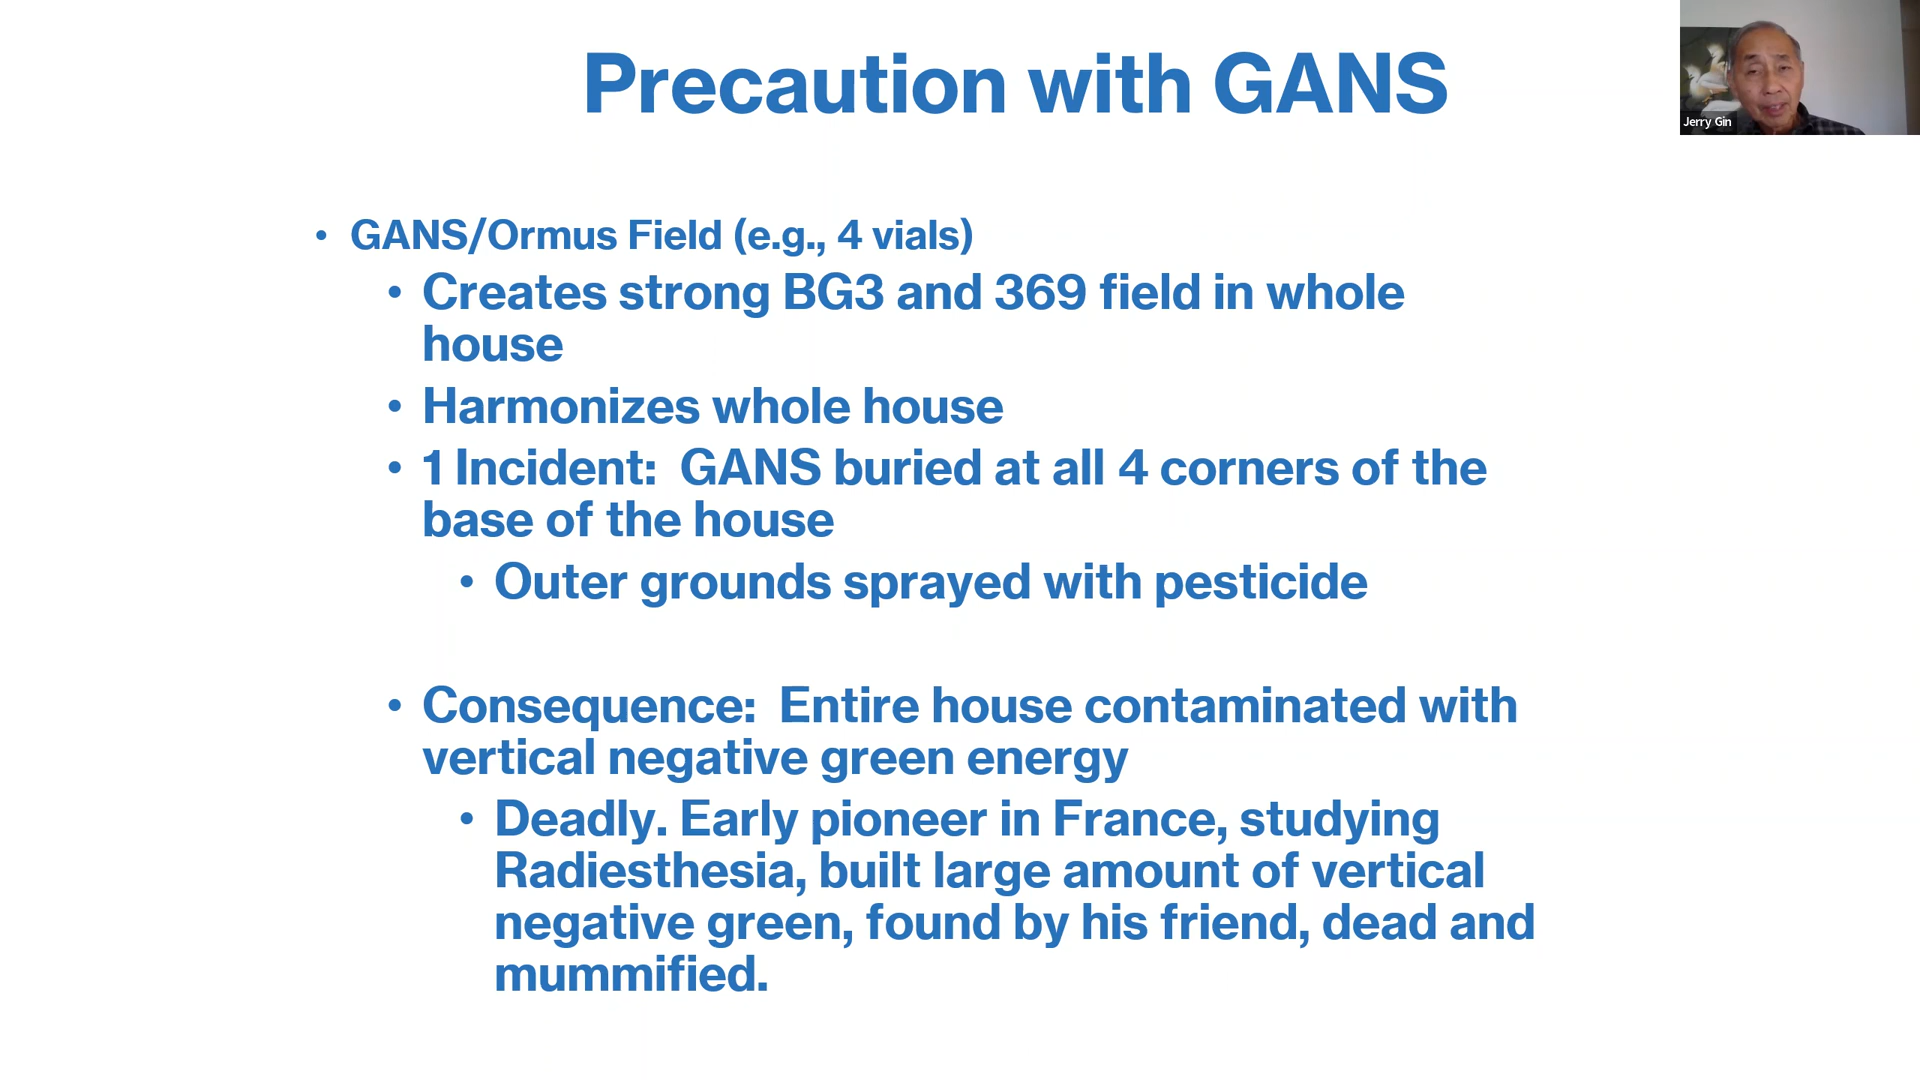 Precaution with GANS
Jerry Gin
• GANS/Ormus Field (e.g., 4 vials)
• Creates strong BG3 and 369 field in whole
house
• Harmonizes whole house
• 1 Incident:  GANS buried at all 4 corners of the
base of the house
• Outer grounds sprayed with pesticide
• Consequence:  Entire house contaminated with
vertical negative green energy
• Deadly. Early pioneer in France, studying
Radiesthesia, built large amount of vertical
negative green, found by his friend, dead and
mummified.